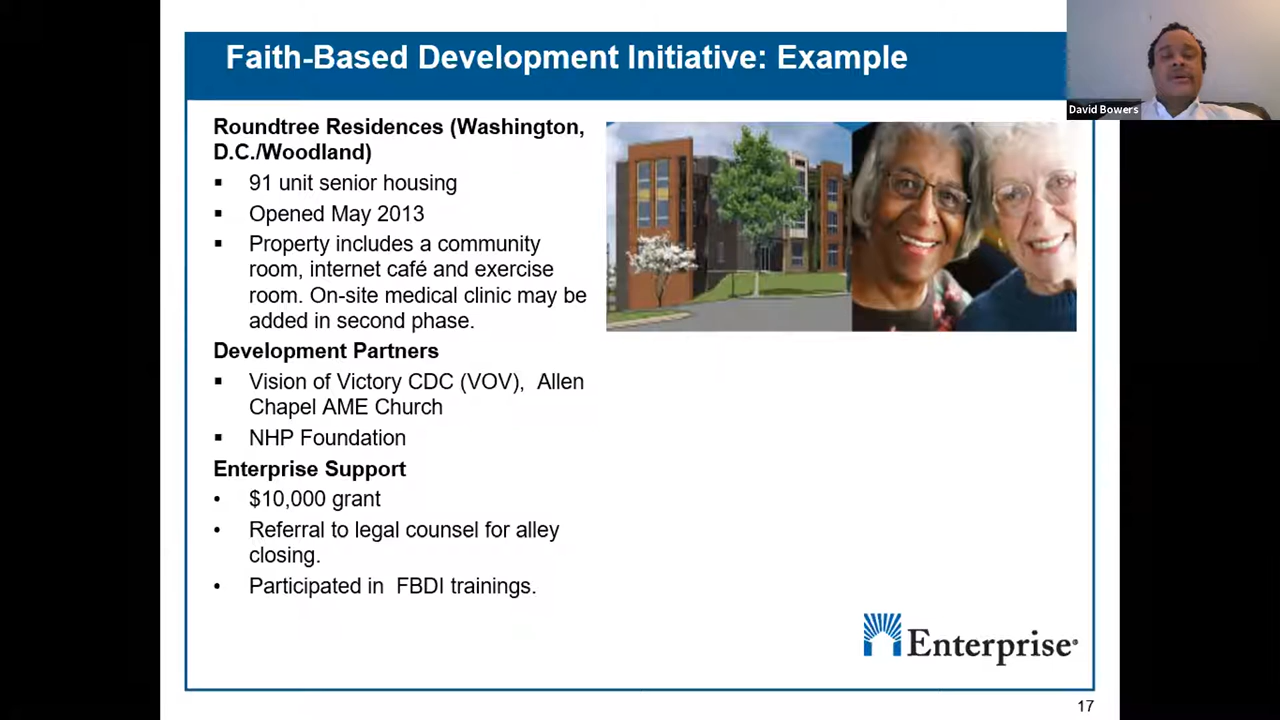 Faith-Based Development Initiative: Example
David Bowers
Roundtree Residences (Washington,
D.C./Woodland)
▪ 91 unit senior housing
▪ Opened May 2013
▪ Property includes a community
room, internet café and exercise
room. On-site medical clinic may be
added in second phase.
Development Partners
▪ Vision of Victory CDC (VOV),  Allen
Chapel AME Church
▪ NHP Foundation
Enterprise Support
• $10,000 grant
• Referral to legal counsel for alley
closing.
• Participated in  FBDI trainings.
Enterprise®
17